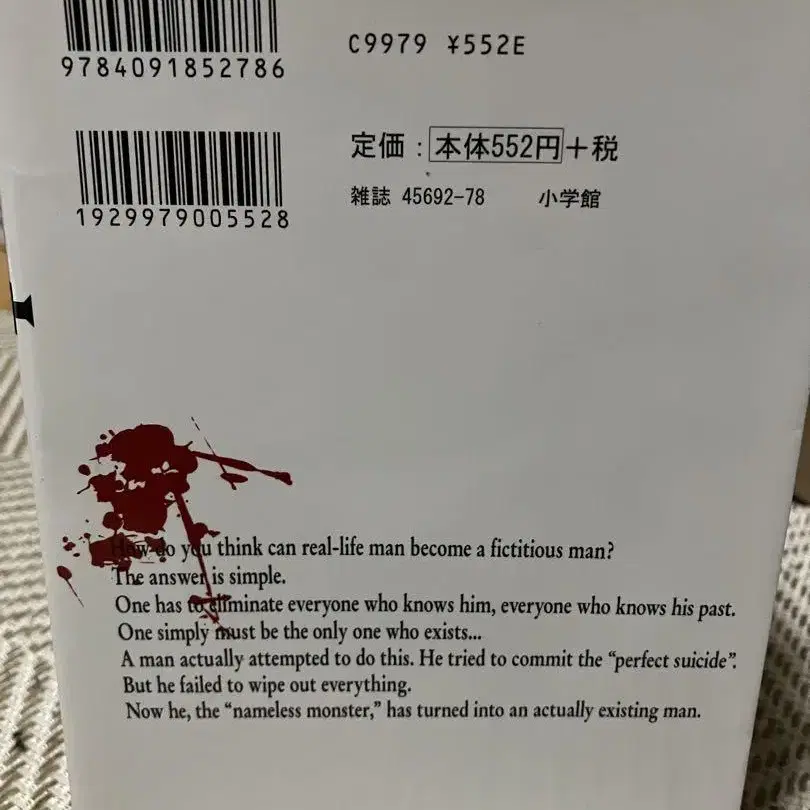 9784091852786
C9979 ¥552E
1929979005528
定価：本体552円＋税
雑誌 45692-78 小学館
How do you think can real-life man become a fictitious man?
The answer is simple.
One has to eliminate everyone who knows him, everyone who knows his past.
One simply must be the only one who exists...
A man actually attempted to do this. He tried to commit the “perfect suicide”.
But he failed to wipe out everything.
Now he, the “nameless monster,” has turned into an actually existing man.